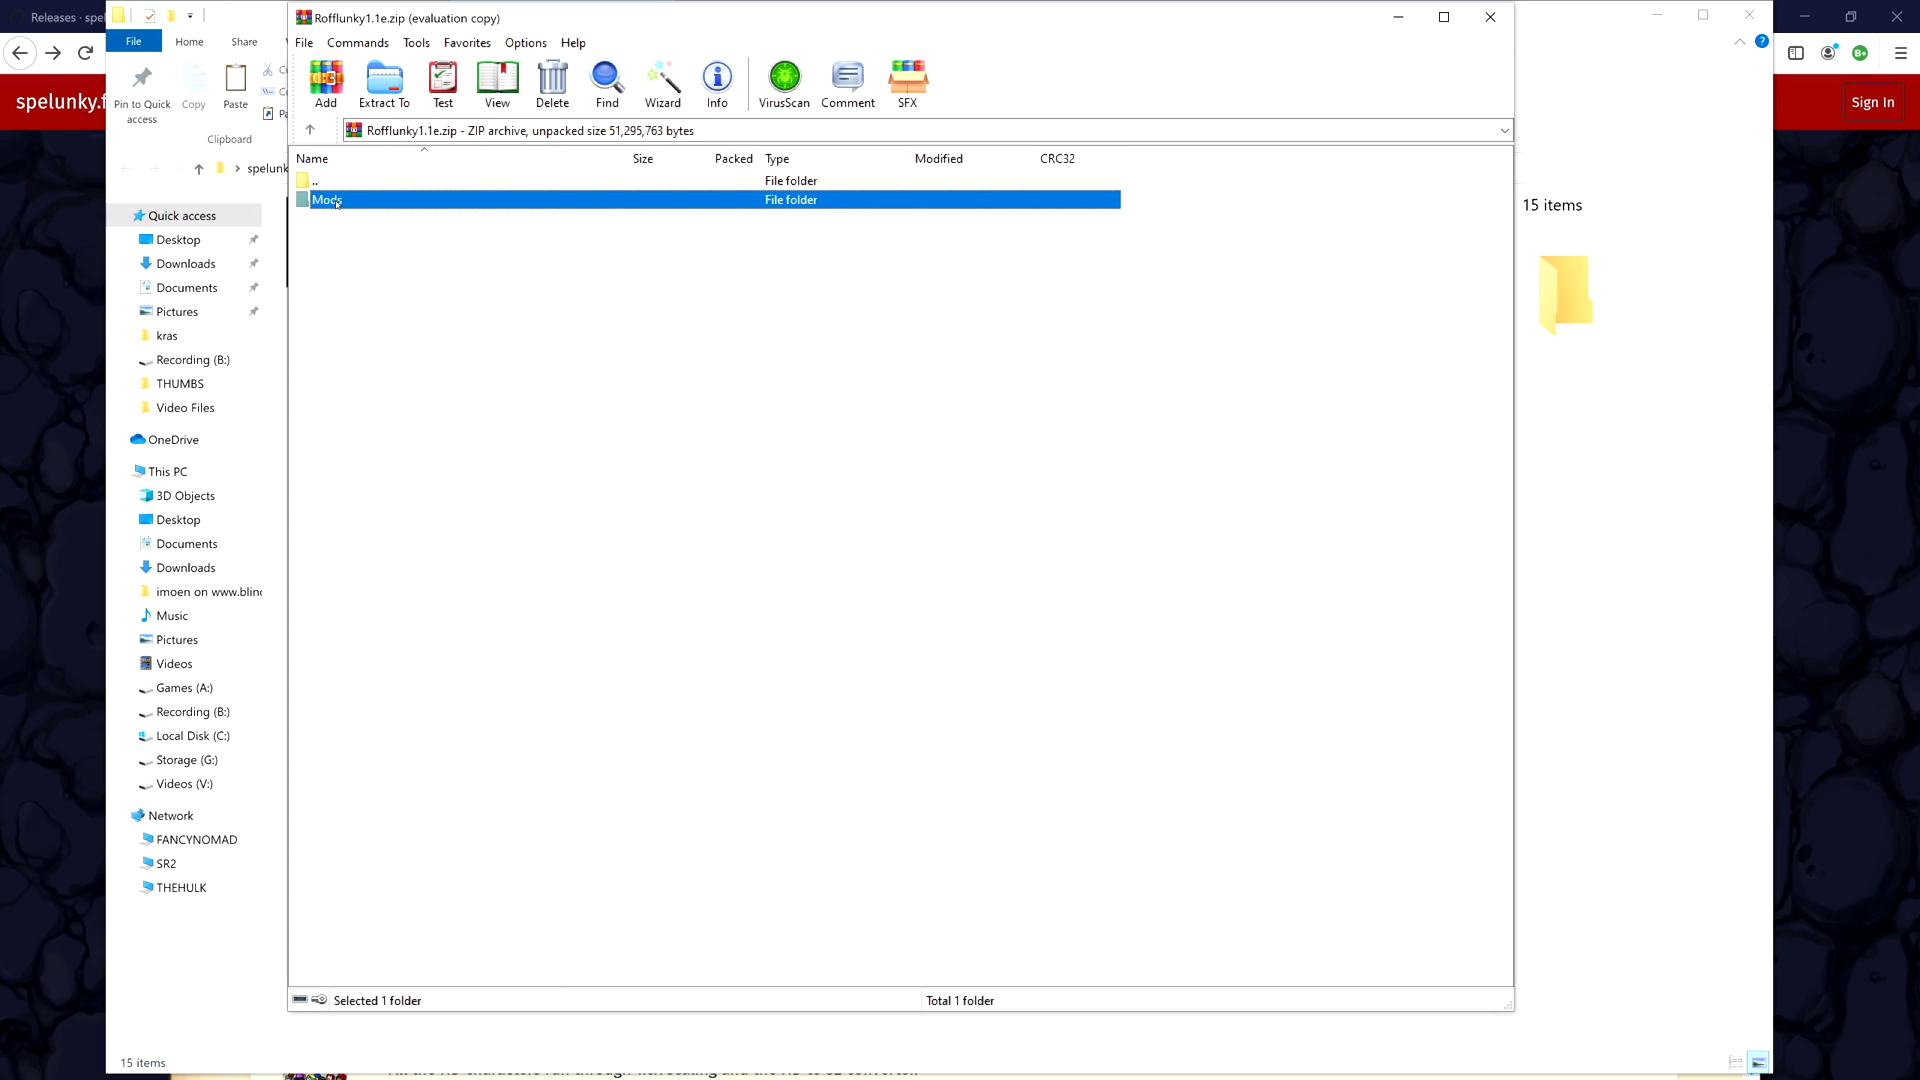 Releases · spel
Rofflunky1.1e.zip (evaluation copy)
File Home Share
File Commands Tools Favorites Options Help
Pin to Quick access
Copy
Paste
Clipboard
Add Extract To Test View Delete Find Wizard Info VirusScan Comment SFX
spelunky.f
Sign In
Rofflunky1.1e.zip - ZIP archive, unpacked size 51,295,763 bytes
Name Size Packed Type Modified CRC32
spelunk
.. File folder
Mods File folder
15 items
Quick access
Desktop
Downloads
Documents
Pictures
kras
Recording (B:)
THUMBS
Video Files
OneDrive
This PC
3D Objects
Desktop
Documents
Downloads
imoen on www.blin
Music
Pictures
Videos
Games (A:)
Recording (B:)
Local Disk (C:)
Storage (G:)
Videos (V:)
Network
FANCYNOMAD
SR2
THEHULK
Selected 1 folder
Total 1 folder
15 items